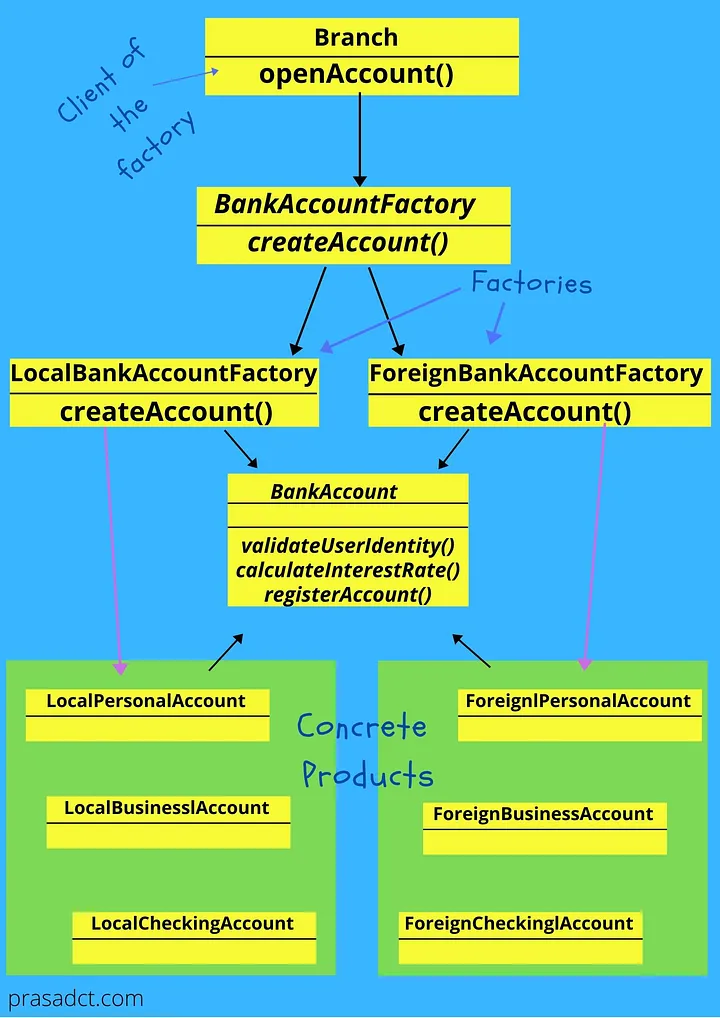 Branch
openAccount()
Client of
the
factory
BankAccountFactory
createAccount()
Factories
LocalBankAccountFactory
createAccount()
ForeignBankAccountFactory
createAccount()
BankAccount
validateUserIdentity()
calculateInterestRate()
registerAccount()
LocalPersonalAccount
ForeignlPersonalAccount
Concrete
Products
LocalBusinesslAccount
ForeignBusinessAccount
LocalCheckingAccount
ForeignCheckinglAccount
prasadct.com